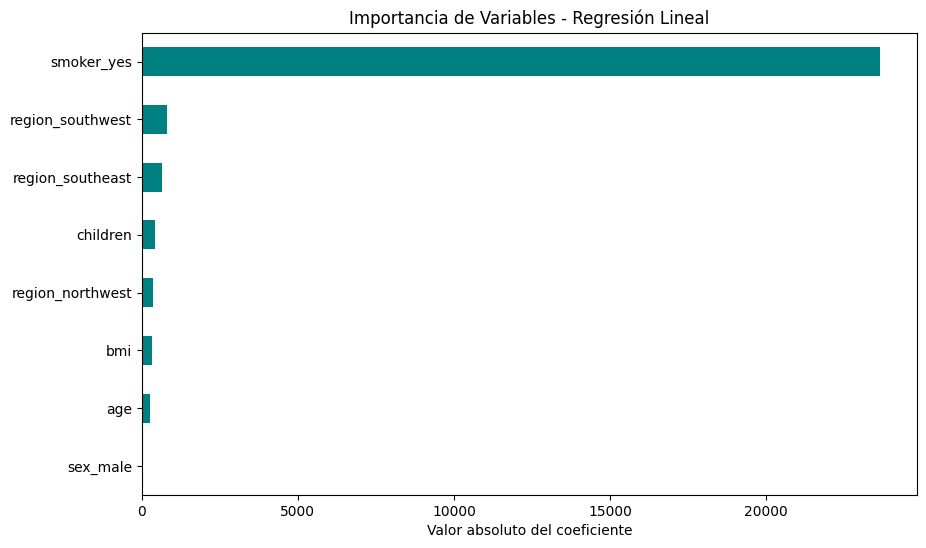 Importancia de Variables - Regresión Lineal
smoker_yes
region_southwest
region_southeast
children
region_northwest
bmi
age
sex_male
0 5000 10000 15000 20000
Valor absoluto del coeficiente